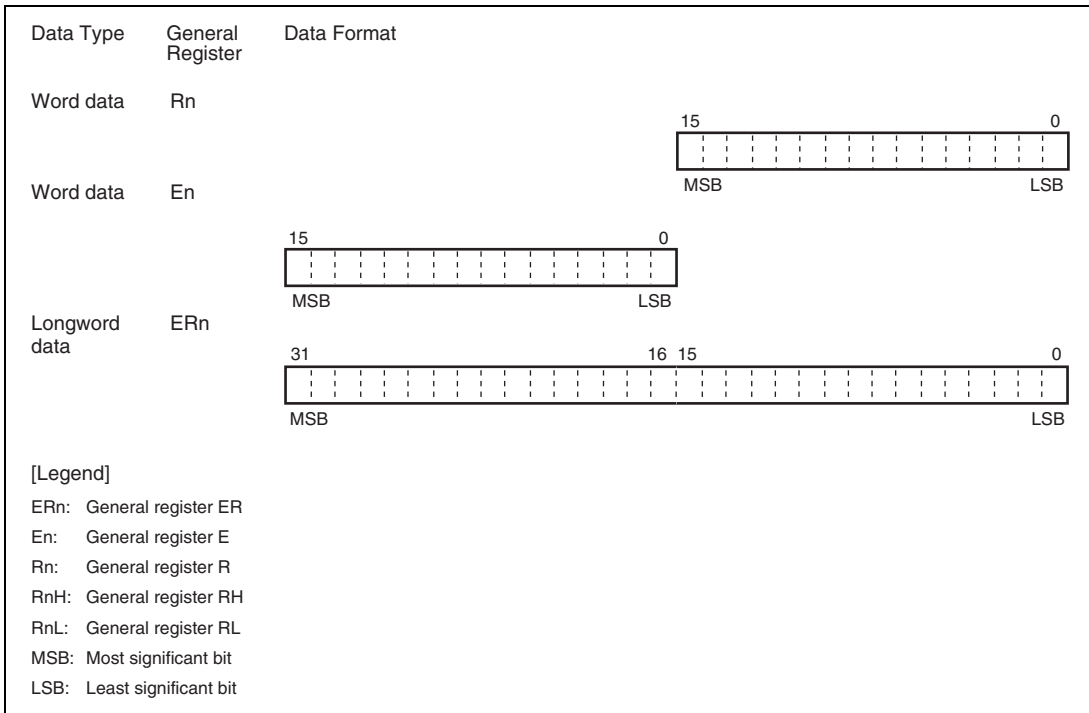 Data Type General Register Data Format
Word data Rn
15 0
MSB LSB
Word data En
15 0
MSB LSB
Longword data ERn
31 16 15 0
MSB LSB
[Legend]
ERn: General register ER
En: General register E
Rn: General register R
RnH: General register RH
RnL: General register RL
MSB: Most significant bit
LSB: Least significant bit